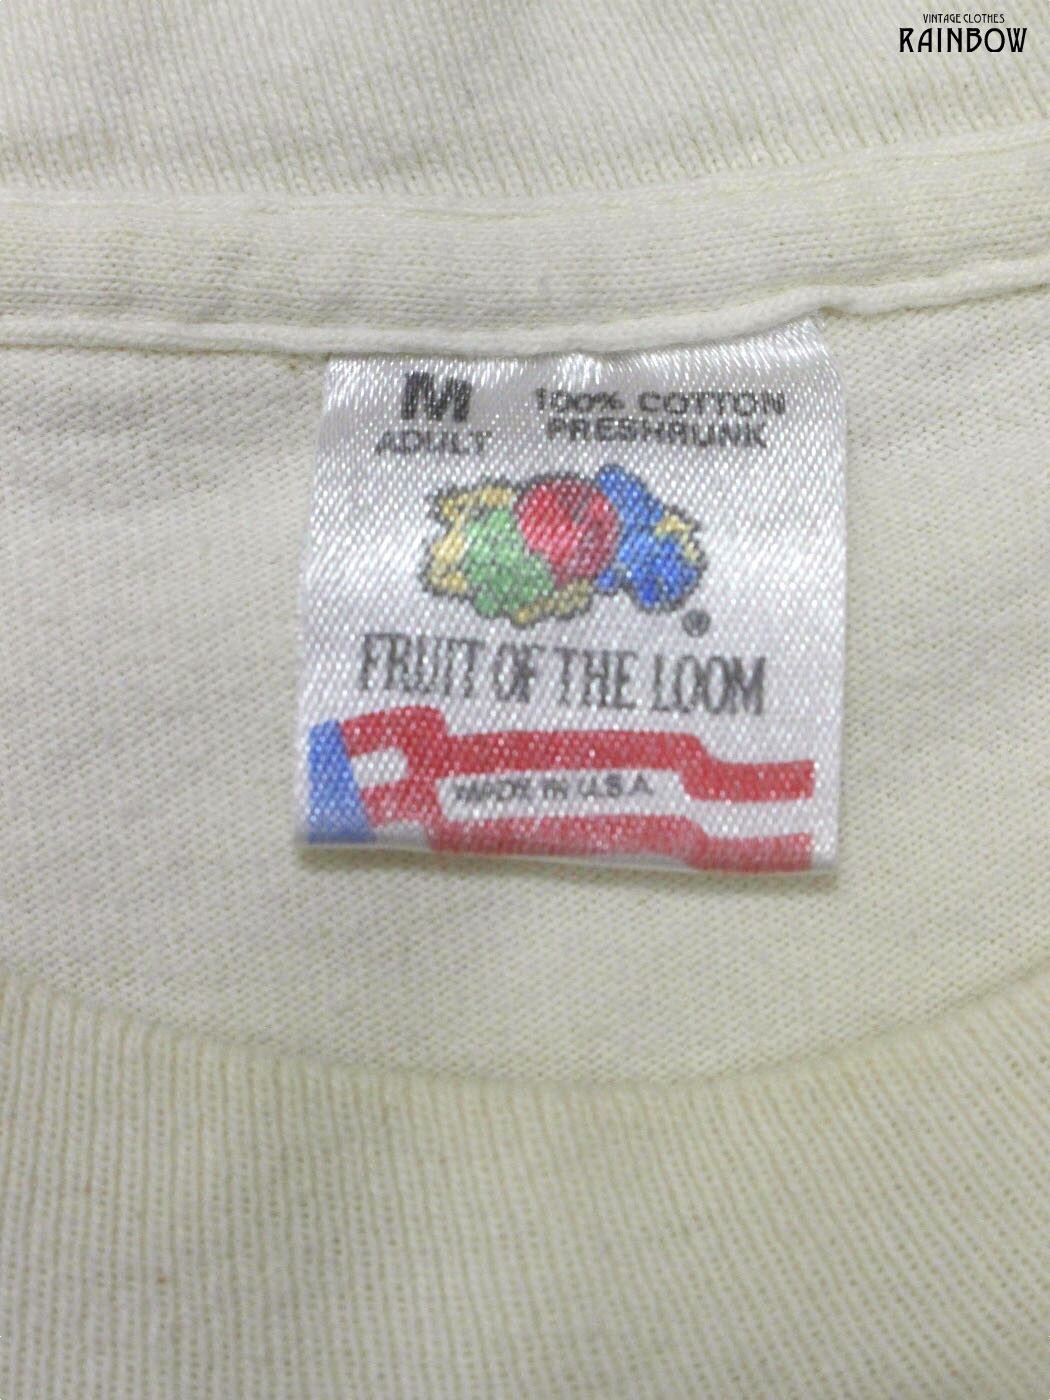 VINTAGE CLOTHES
RAINBOW
M
ADULT
100% COTTON
PRESHRUNK
®
FRUIT OF THE LOOM
MADE IN U.S.A.